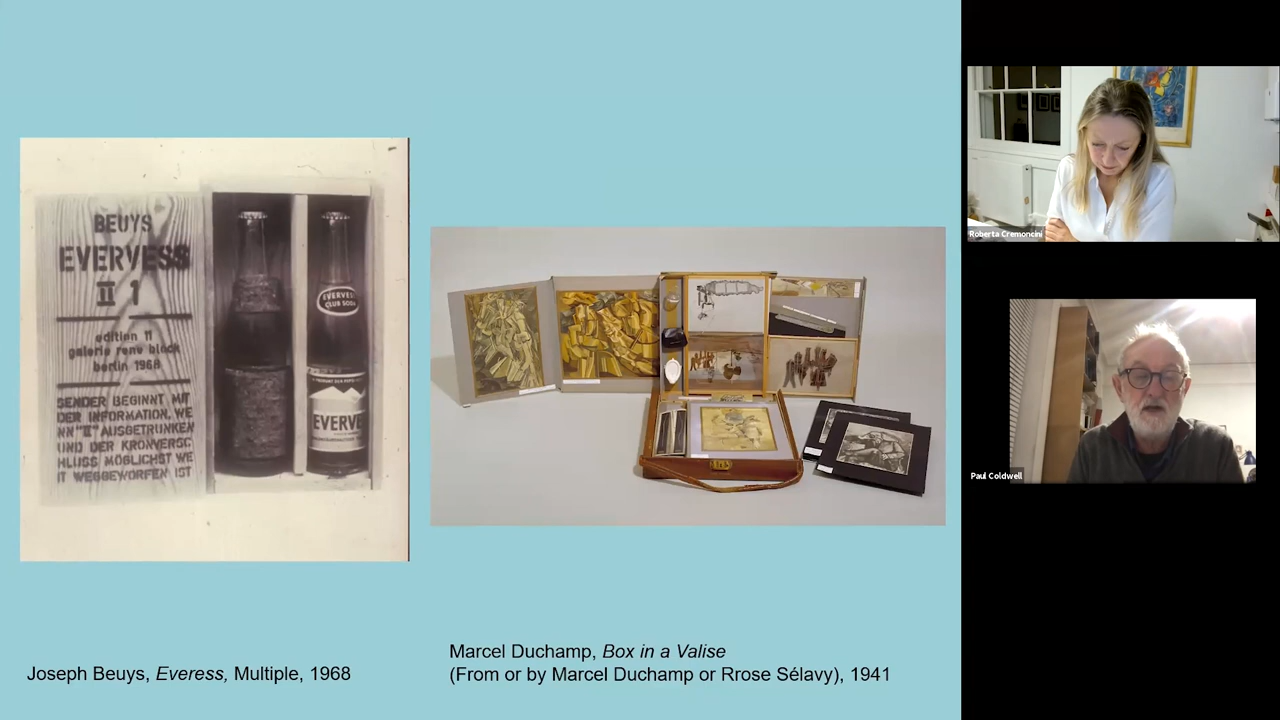 BEUYS
EVERVESS
II 1
edition 11
galerie rene block
berlin 1968
SENDER BEGINNT MIT
DER INFORMATION, WE
NN "II" AUSGETRUNKEN
UND DER KRONVERSC
HLUSS MÖGLICHST WE
IT WEGGEWORFEN IST
EVERVESS
CLUB SODA
EVERVE
Joseph Beuys, Everess, Multiple, 1968
Marcel Duchamp, Box in a Valise
(From or by Marcel Duchamp or Rrose Sélavy), 1941
Roberta Cremoncini
Paul Coldwell